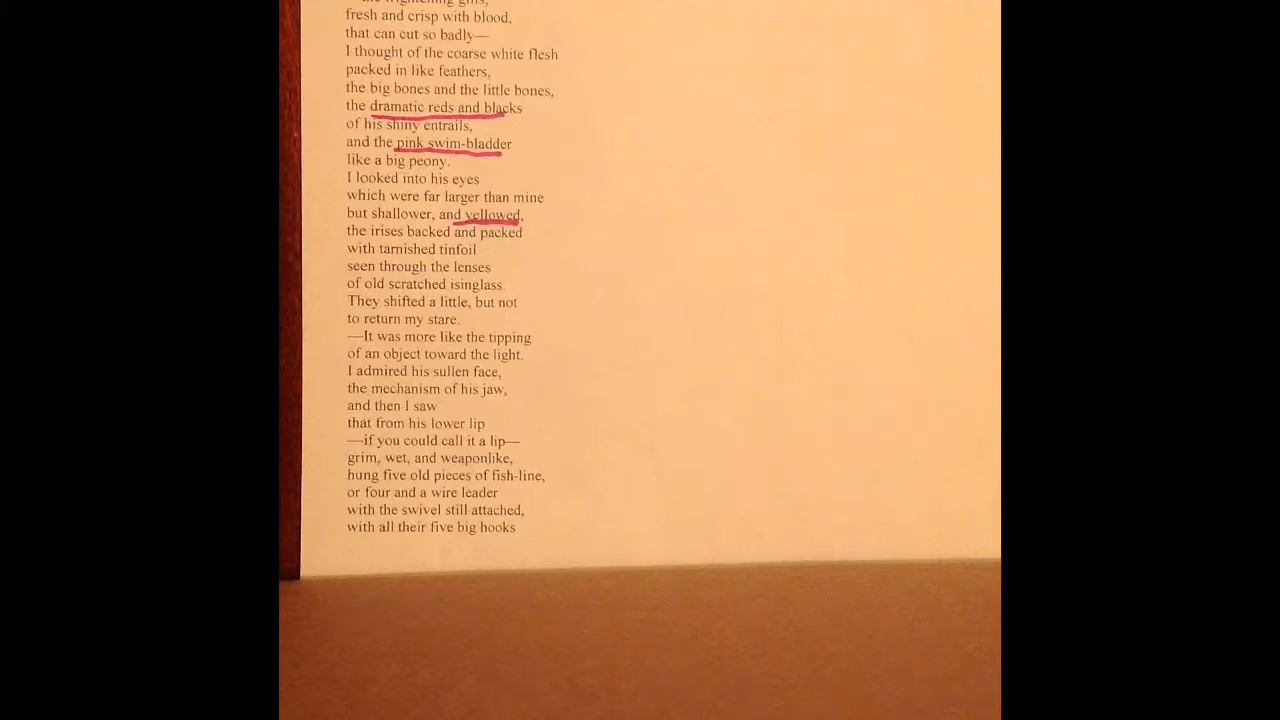 fresh and crisp with blood,
that can cut so badly—
I thought of the coarse white flesh
packed in like feathers,
the big bones and the little bones,
the dramatic reds and blacks
of his shiny entrails,
and the pink swim-bladder
like a big peony.
I looked into his eyes
which were far larger than mine
but shallower, and yellowed,
the irises backed and packed
with tarnished tinfoil
seen through the lenses
of old scratched isinglass.
They shifted a little, but not
to return my stare.
—It was more like the tipping
of an object toward the light.
I admired his sullen face,
the mechanism of his jaw,
and then I saw
that from his lower lip
—if you could call it a lip—
grim, wet, and weaponlike,
hung five old pieces of fish-line,
or four and a wire leader
with the swivel still attached,
with all their five big hooks